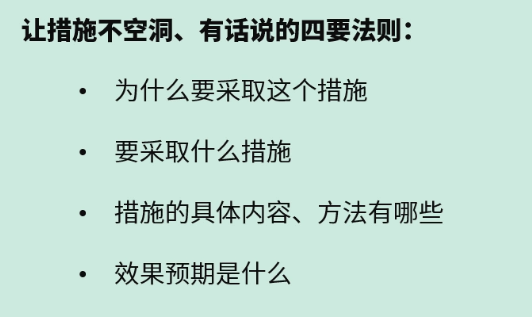 让措施不空洞、有话说的四要法则：
• 为什么要采取这个措施
• 要采取什么措施
• 措施的具体内容、方法有哪些
• 效果预期是什么